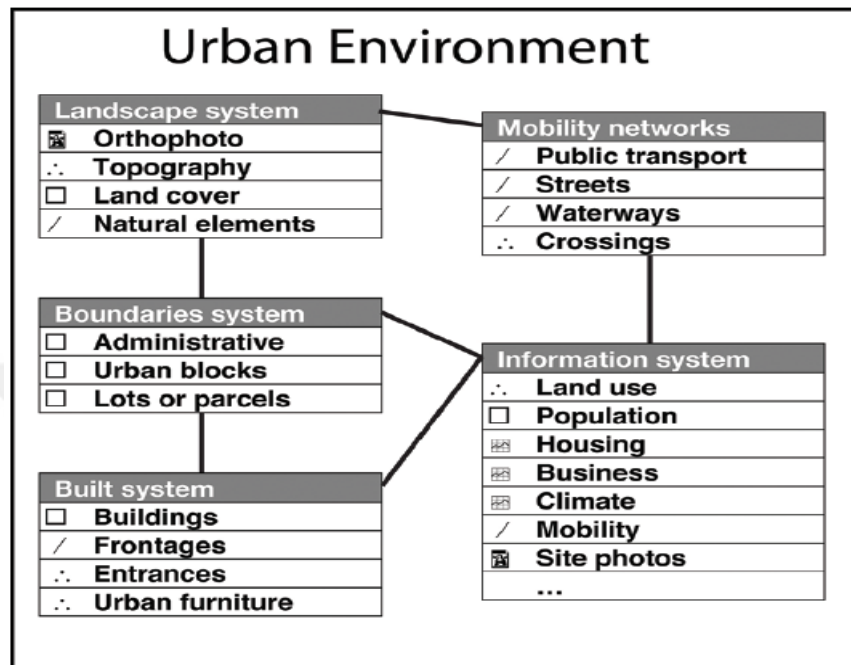 Urban Environment
Landscape system
Orthophoto
Topography
Land cover
Natural elements
Mobility networks
Public transport
Streets
Waterways
Crossings
Boundaries system
Administrative
Urban blocks
Lots or parcels
Information system
Land use
Population
Housing
Business
Climate
Mobility
Site photos
...
Built system
Buildings
Frontages
Entrances
Urban furniture